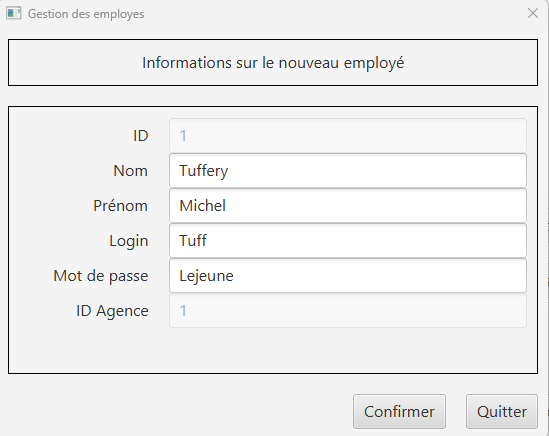 Gestion des employes
Informations sur le nouveau employé
ID 1
Nom Tuffery
Prénom Michel
Login Tuff
Mot de passe Lejeune
ID Agence 1
Confirmer Quitter